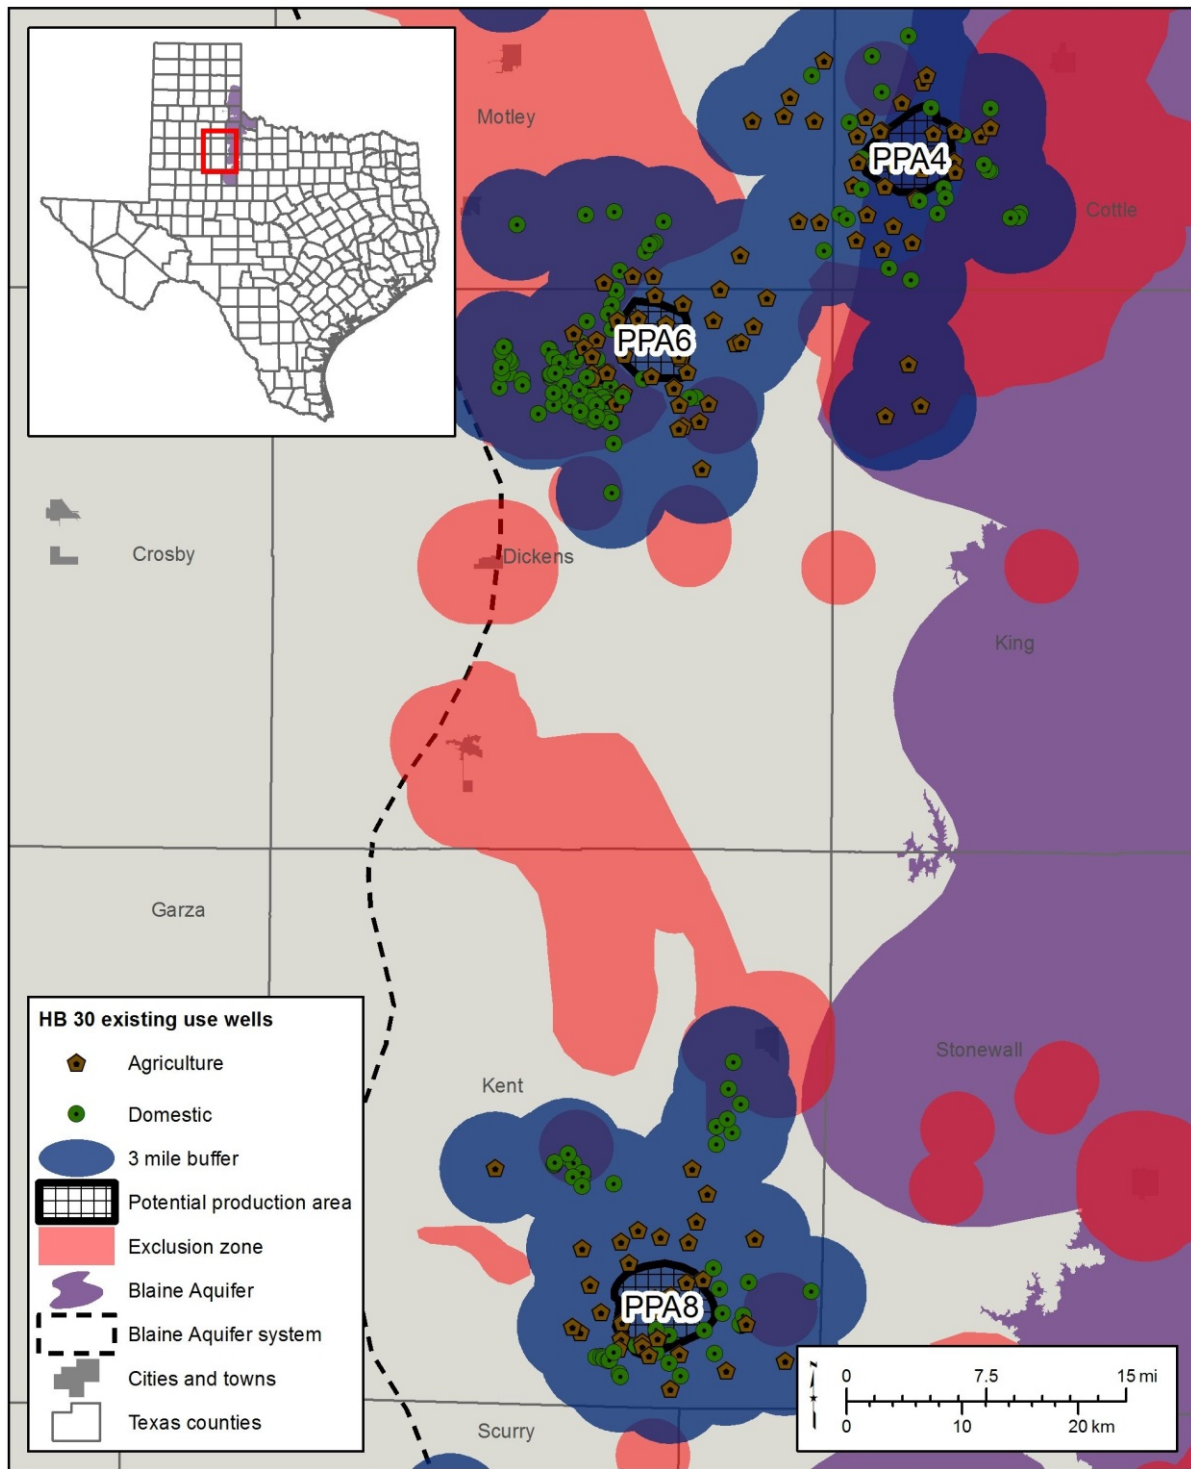 Motley
PPA4
Cottle
PPA6
Crosby
Dickens
King
Garza
HB 30 existing use wells
Agriculture
Domestic
3 mile buffer
Potential production area
Exclusion zone
Blaine Aquifer
Blaine Aquifer system
Cities and towns
Texas counties
Stonewall
Kent
PPA8
Scurry
N
0 7.5 15 mi
0 10 20 km